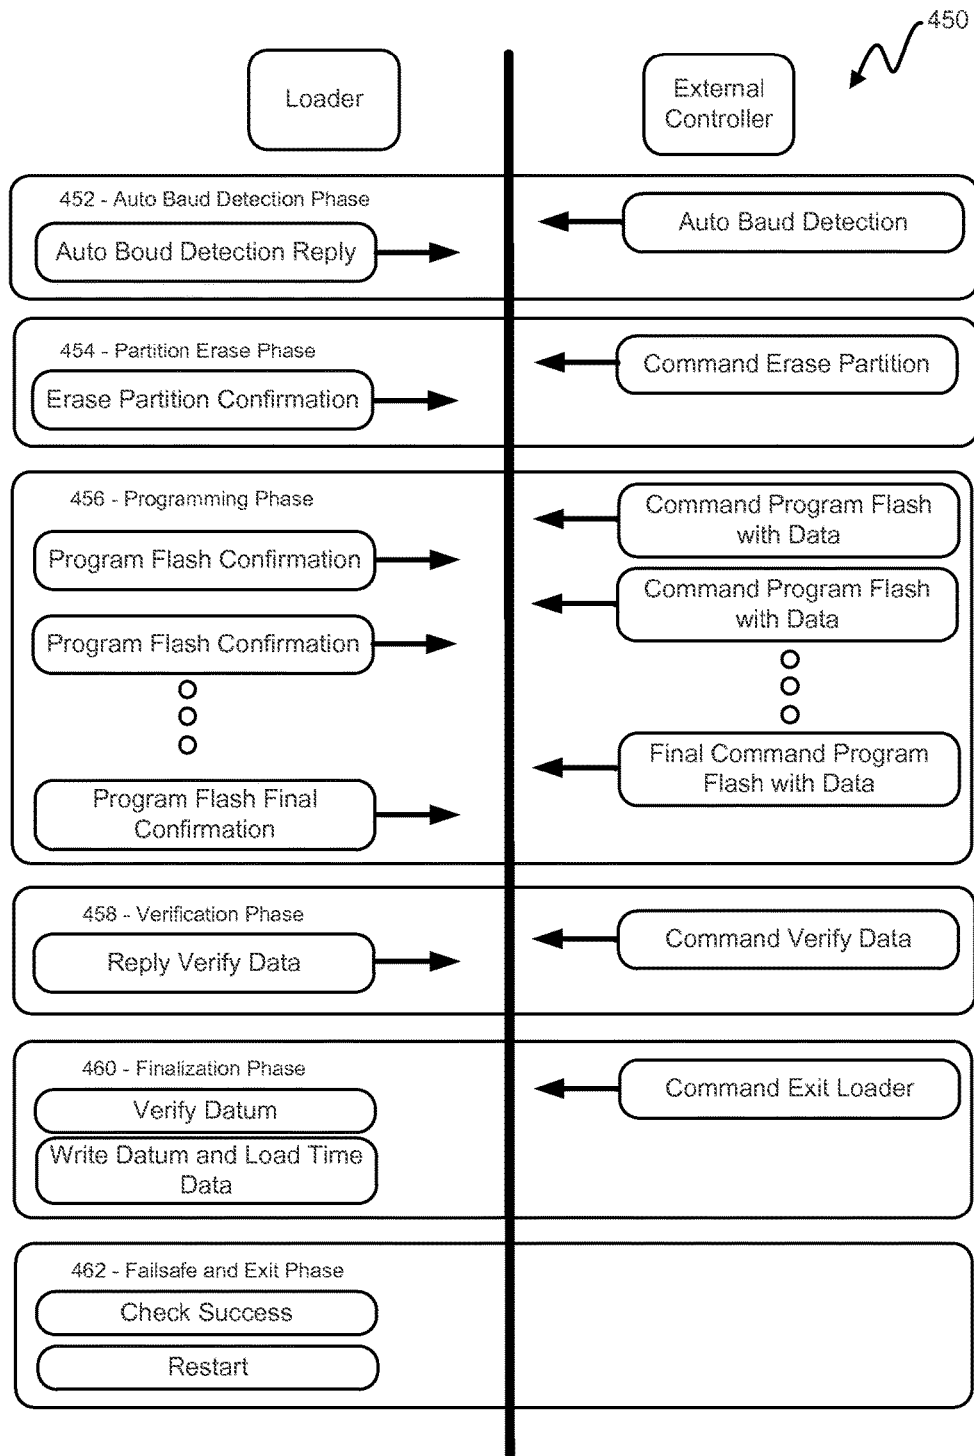 450
Loader
External
Controller
452 - Auto Baud Detection Phase
Auto Baud Detection
Auto Boud Detection Reply
454 - Partition Erase Phase
Command Erase Partition
Erase Partition Confirmation
456 - Programming Phase
Command Program Flash
with Data
Program Flash Confirmation
Command Program Flash
with Data
Program Flash Confirmation
Final Command Program
Flash with Data
Program Flash Final
Confirmation
458 - Verification Phase
Command Verify Data
Reply Verify Data
460 - Finalization Phase
Command Exit Loader
Verify Datum
Write Datum and Load Time
Data
462 - Failsafe and Exit Phase
Check Success
Restart